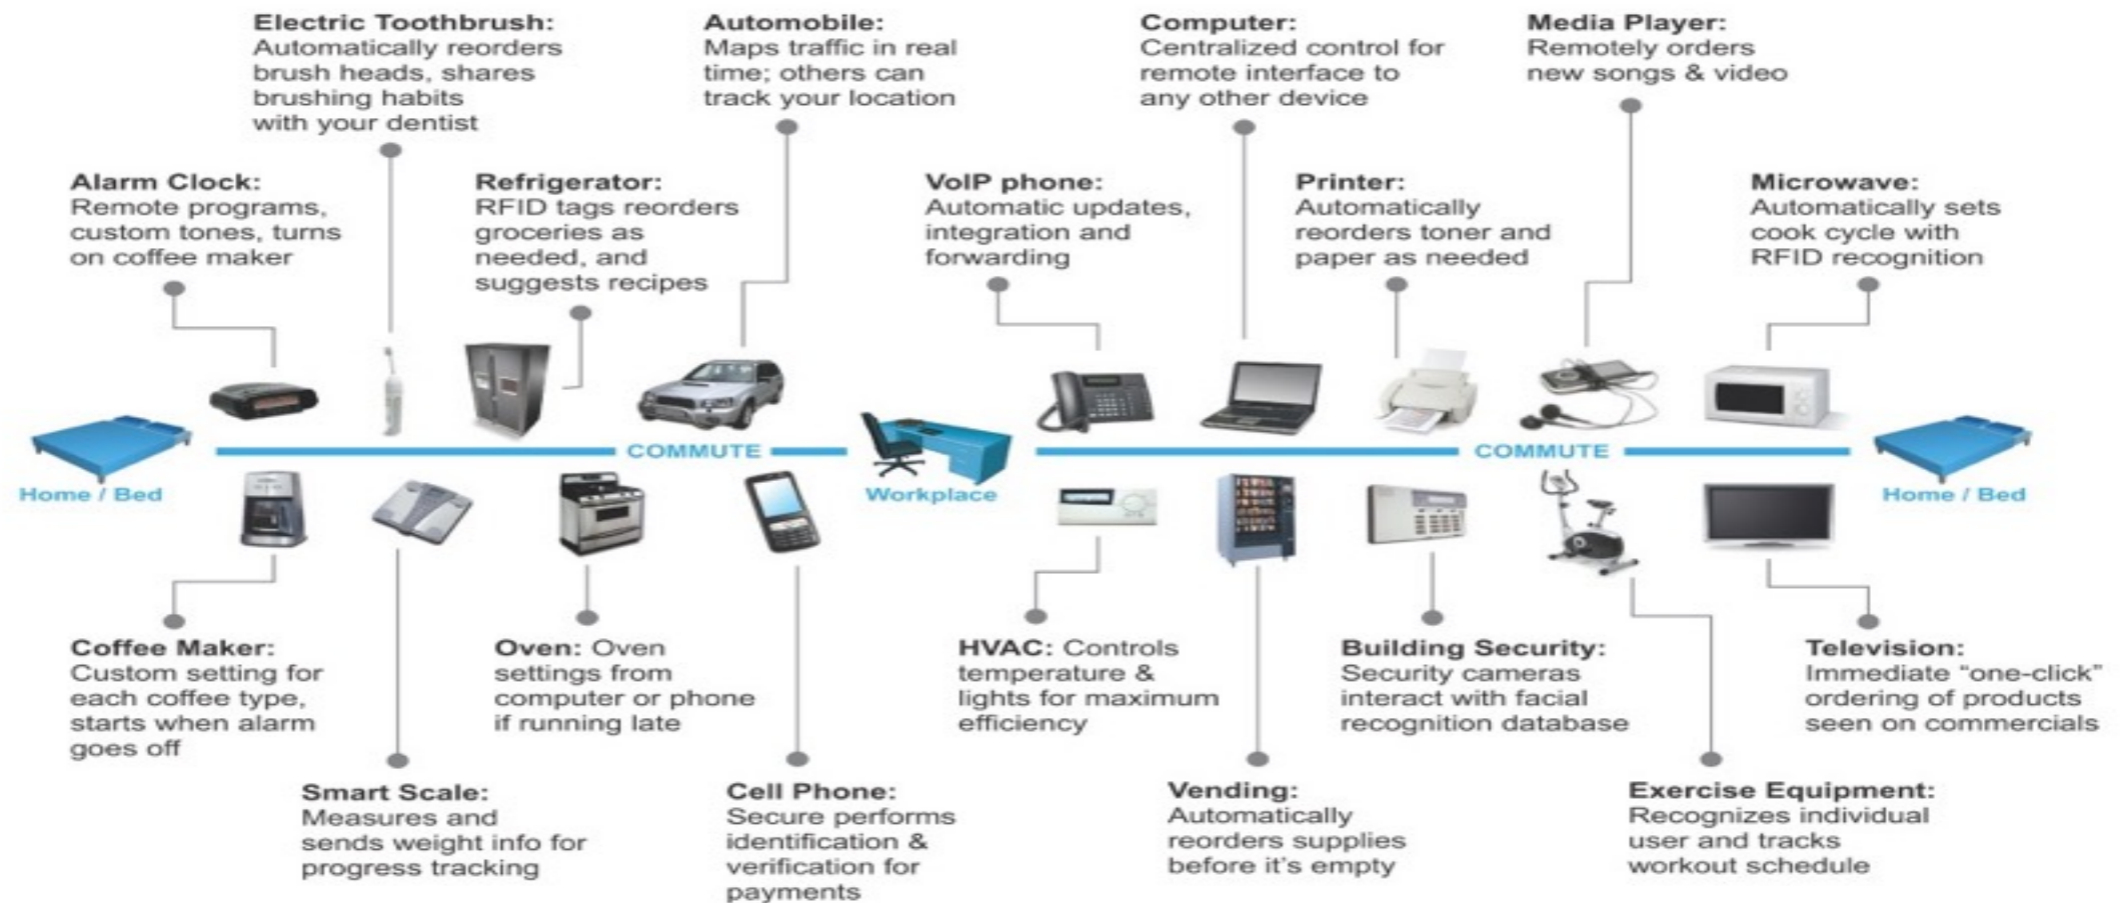 Electric Toothbrush:
Automatically reorders
brush heads, shares
brushing habits
with your dentist
Automobile:
Maps traffic in real
time; others can
track your location
Computer:
Centralized control for
remote interface to
any other device
Media Player:
Remotely orders
new songs & video
Alarm Clock:
Remote programs,
custom tones, turns
on coffee maker
Refrigerator:
RFID tags reorders
groceries as
needed, and
suggests recipes
VoIP phone:
Automatic updates,
integration and
forwarding
Printer:
Automatically
reorders toner and
paper as needed
Microwave:
Automatically sets
cook cycle with
RFID recognition
COMMUTE
COMMUTE
Home / Bed
Workplace
Home / Bed
Coffee Maker:
Custom setting for
each coffee type,
starts when alarm
goes off
Oven: Oven
settings from
computer or phone
if running late
HVAC: Controls
temperature &
lights for maximum
efficiency
Building Security:
Security cameras
interact with facial
recognition database
Television:
Immediate “one-click”
ordering of products
seen on commercials
Smart Scale:
Measures and
sends weight info for
progress tracking
Cell Phone:
Secure performs
identification &
verification for
payments
Vending:
Automatically
reorders supplies
before it’s empty
Exercise Equipment:
Recognizes individual
user and tracks
workout schedule